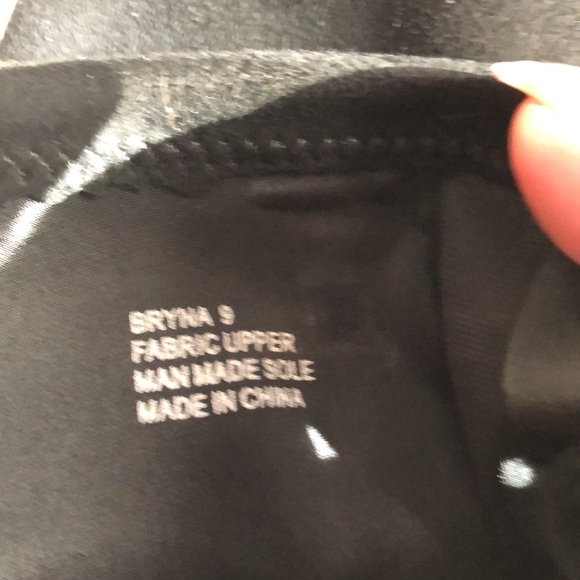 BRYNA 9
FABRIC UPPER
MAN MADE SOLE
MADE IN CHINA